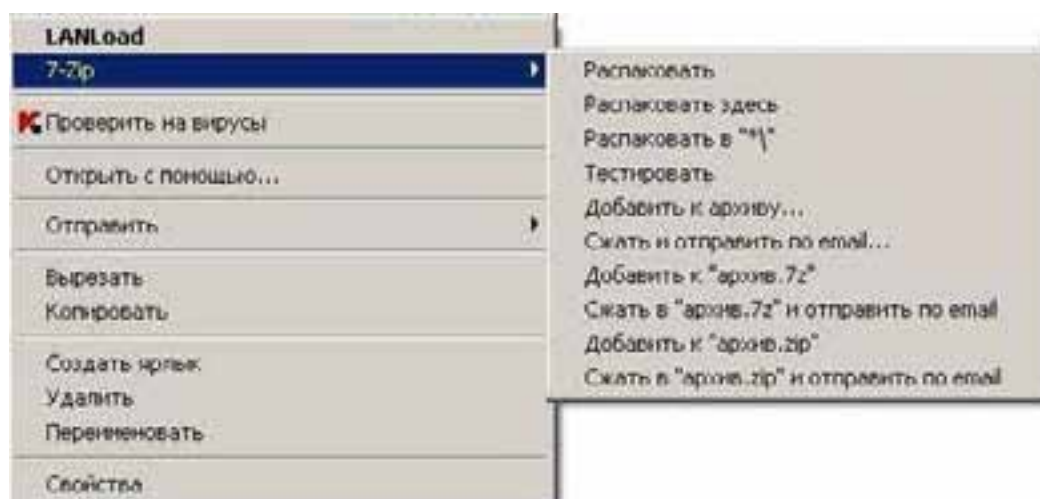 LANLoad
7-Zip
Проверить на вирусы
Открыть с помощью...
Отправить
Вырезать
Копировать
Создать ярлык
Удалить
Переименовать
Свойства
Распаковать
Распаковать здесь
Распаковать в "*\"
Тестировать
Добавить к архиву...
Сжать и отправить по email...
Добавить к "архив.7z"
Сжать в "архив.7z" и отправить по email
Добавить к "архив.zip"
Сжать в "архив.zip" и отправить по email